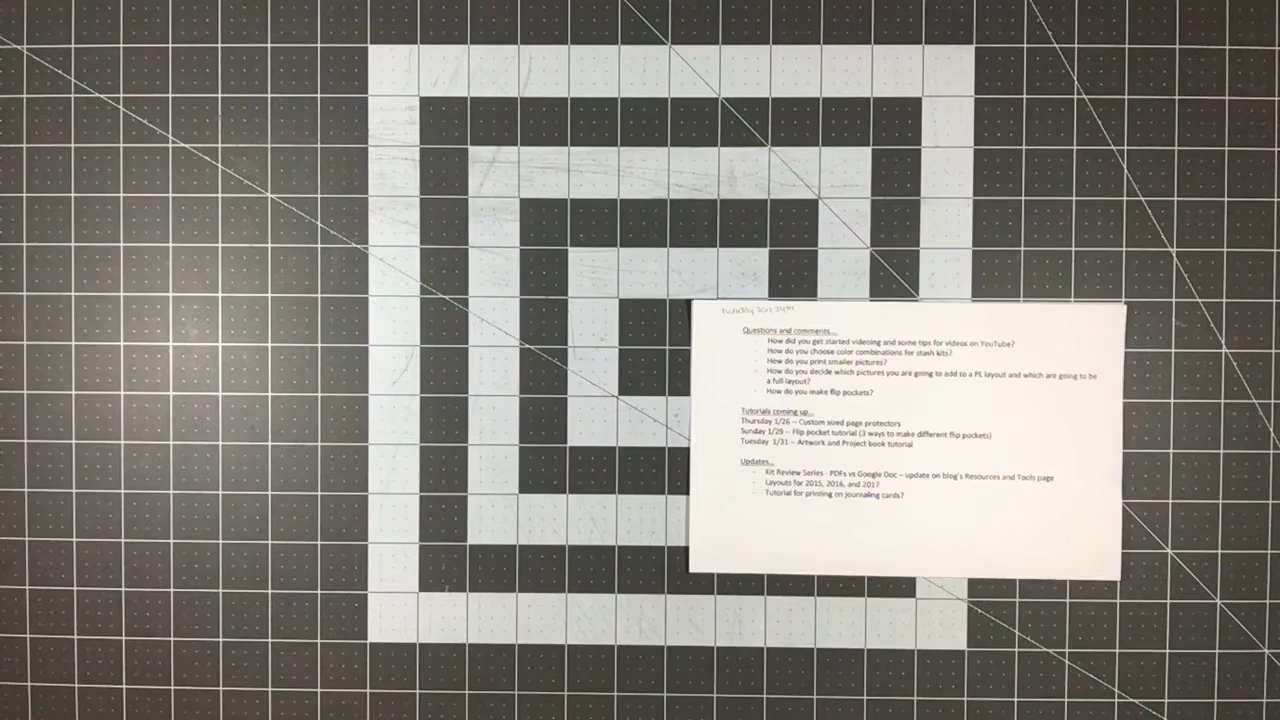 Tuesday Jan 24th
Questions and comments...
- How did you get started videoing and some tips for videos on YouTube?
- How do you choose color combinations for stash kits?
- How do you print smaller pictures?
- How do you decide which pictures you are going to add to a PL layout and which are going to be
a full layout?
- How do you make flip pockets?
Tutorials coming up...
Thursday 1/26 – Custom sized page protectors
Sunday 1/29 – Flip pocket tutorial (3 ways to make different flip pockets)
Tuesday 1/31 – Artwork and Project book tutorial
Updates...
- Kit Review Series - PDFs vs Google Doc – update on blog's Resources and Tools page
- Layouts for 2015, 2016, and 2017
- Tutorial for printing on journaling cards?